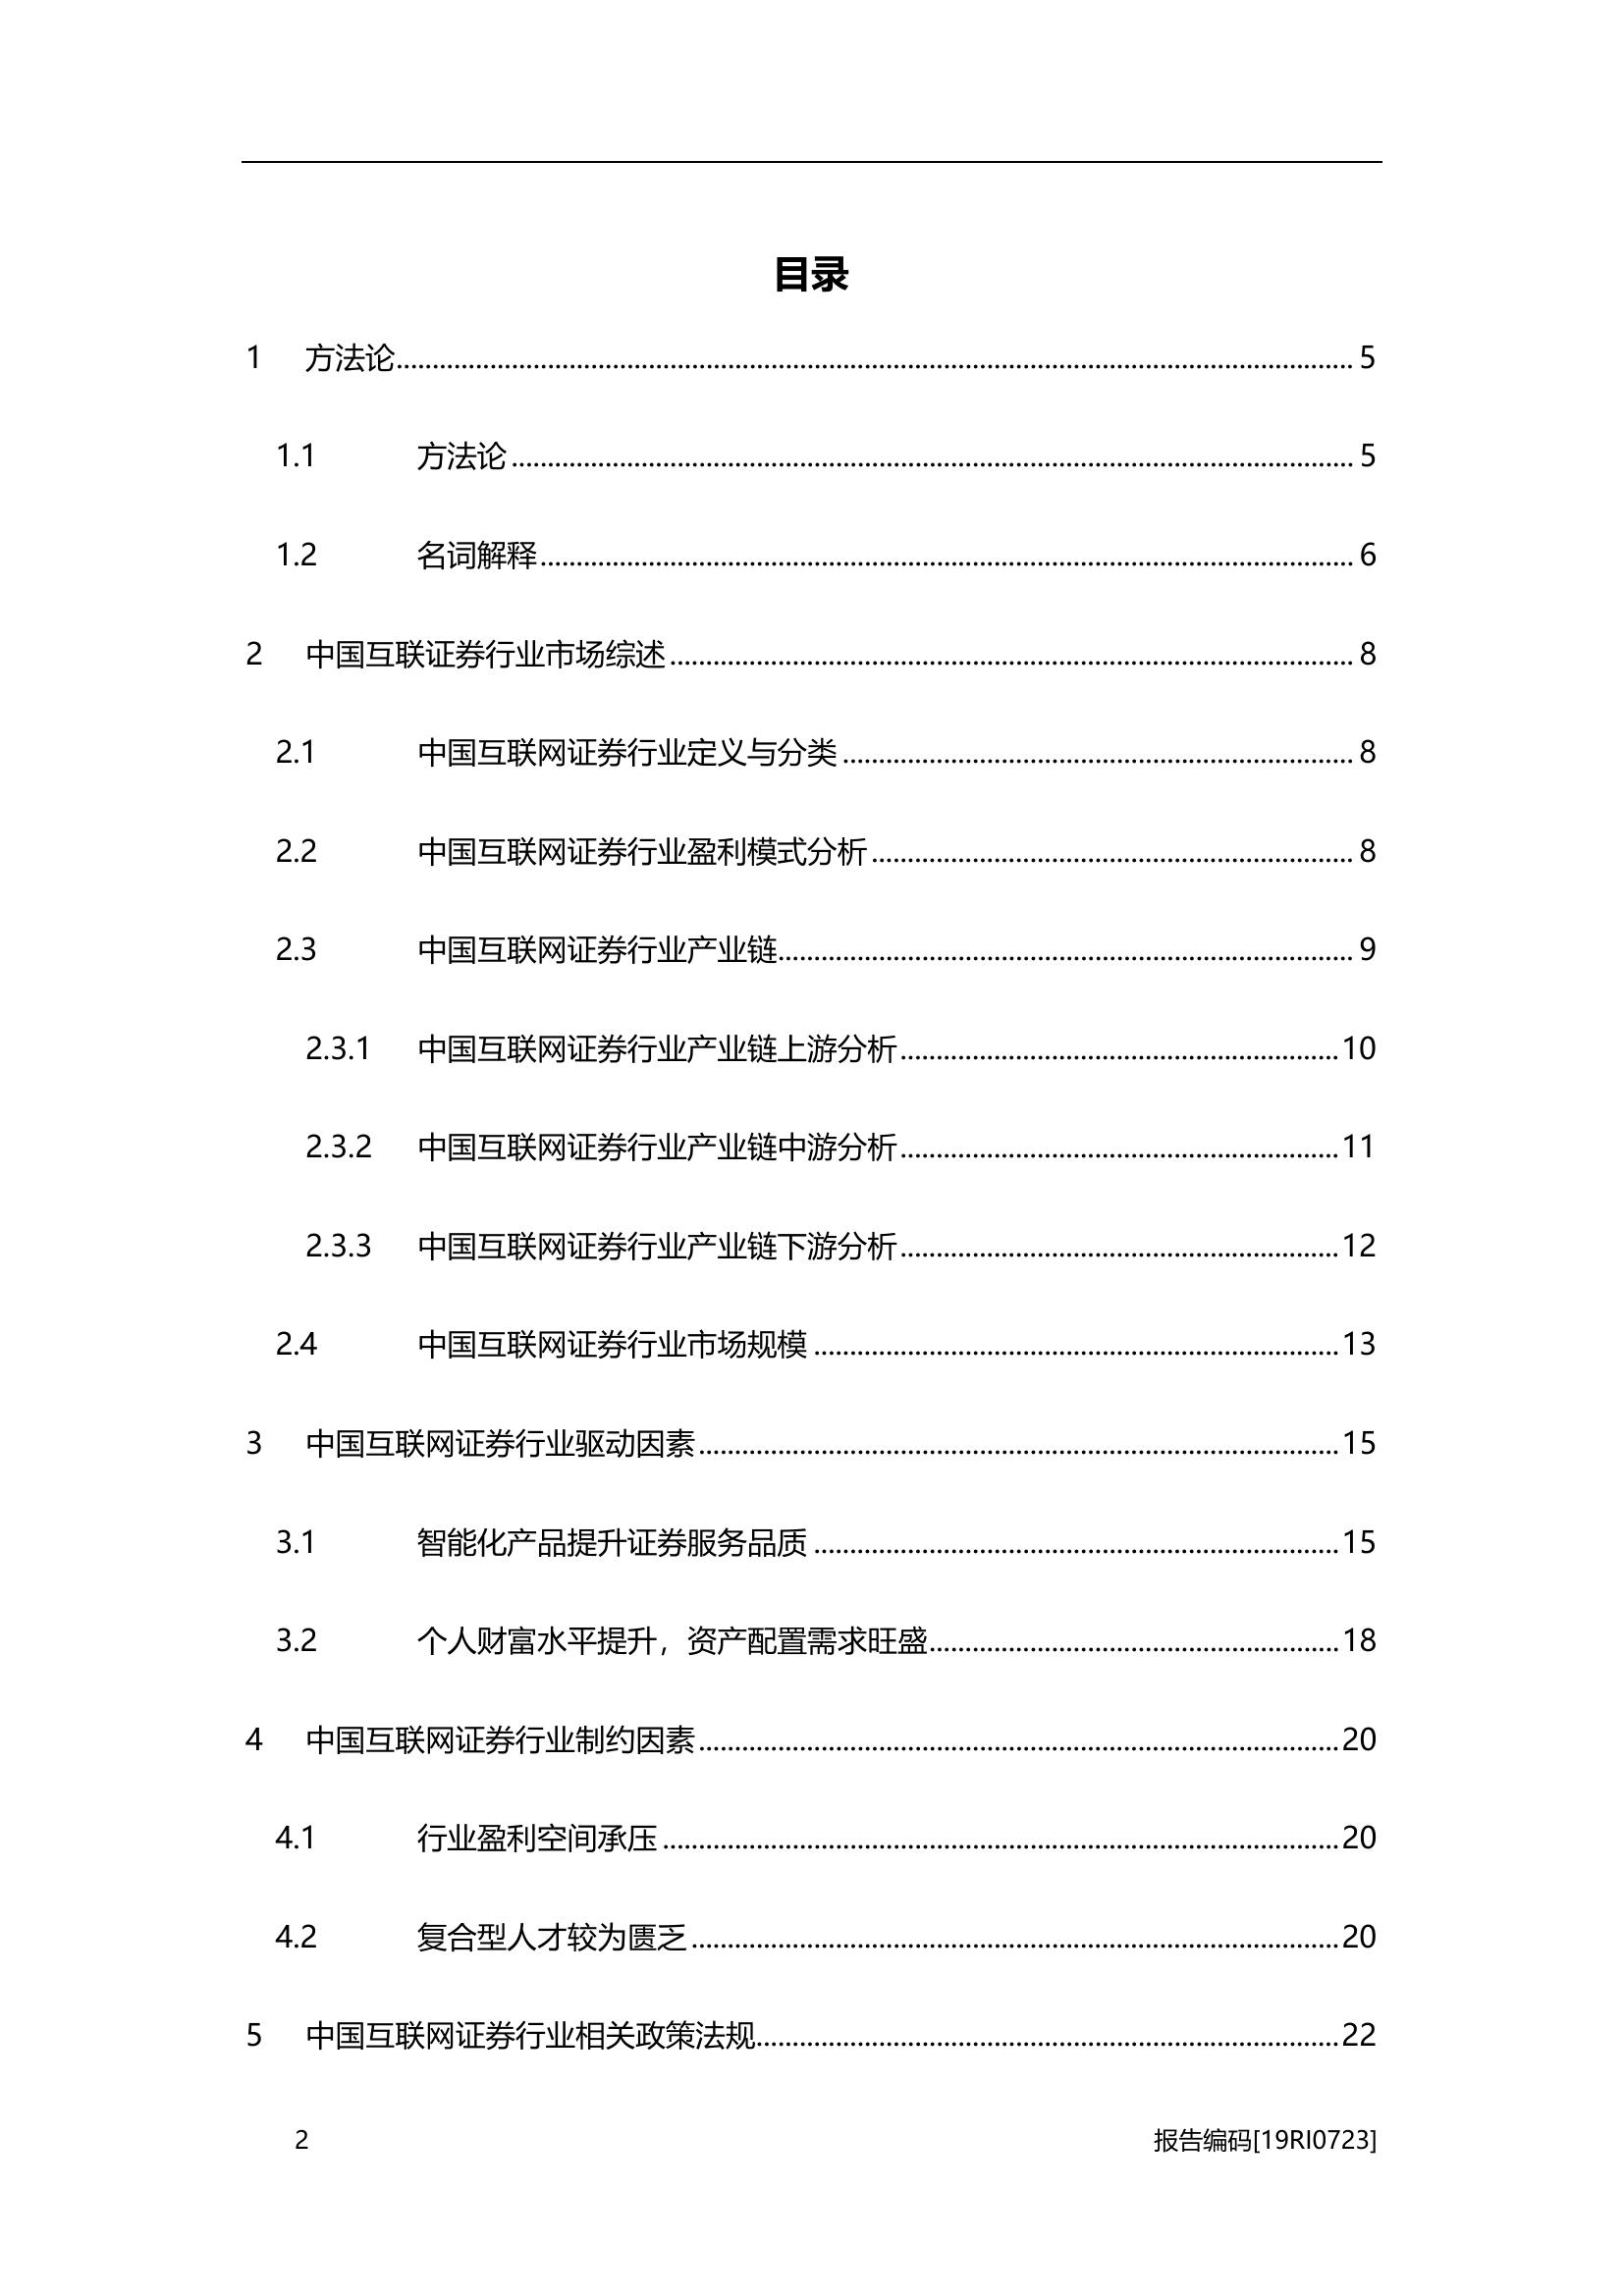 目录
1 方法论 5
1.1 方法论 5
1.2 名词解释 6
2 中国互联证券行业市场综述 8
2.1 中国互联网证券行业定义与分类 8
2.2 中国互联网证券行业盈利模式分析 8
2.3 中国互联网证券行业产业链 9
2.3.1 中国互联网证券行业产业链上游分析 10
2.3.2 中国互联网证券行业产业链中游分析 11
2.3.3 中国互联网证券行业产业链下游分析 12
2.4 中国互联网证券行业市场规模 13
3 中国互联网证券行业驱动因素 15
3.1 智能化产品提升证券服务品质 15
3.2 个人财富水平提升，资产配置需求旺盛 18
4 中国互联网证券行业制约因素 20
4.1 行业盈利空间承压 20
4.2 复合型人才较为匮乏 20
5 中国互联网证券行业相关政策法规 22
2 报告编码[19RI0723]